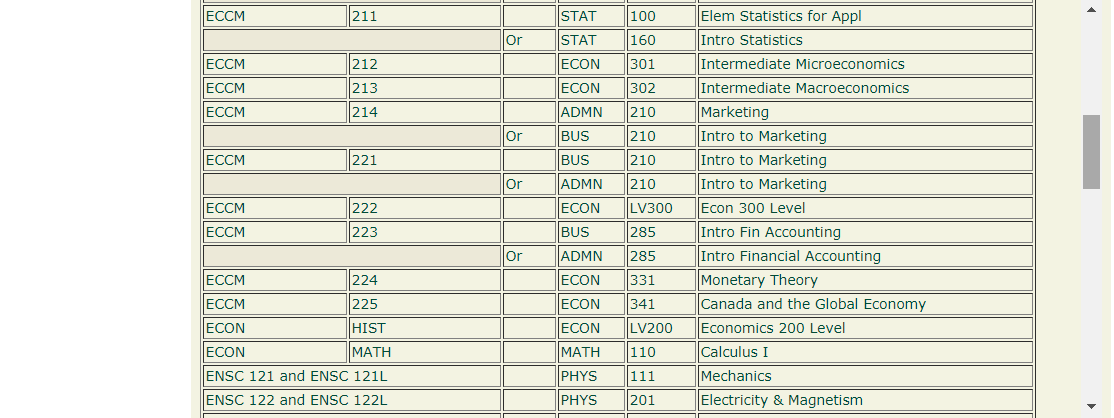 ECCM 211 STAT 100 Elem Statistics for Appl
Or STAT 160 Intro Statistics
ECCM 212 ECON 301 Intermediate Microeconomics
ECCM 213 ECON 302 Intermediate Macroeconomics
ECCM 214 ADMN 210 Marketing
Or BUS 210 Intro to Marketing
ECCM 221 BUS 210 Intro to Marketing
Or ADMN 210 Intro to Marketing
ECCM 222 ECON LV300 Econ 300 Level
ECCM 223 BUS 285 Intro Fin Accounting
Or ADMN 285 Intro Financial Accounting
ECCM 224 ECON 331 Monetary Theory
ECCM 225 ECON 341 Canada and the Global Economy
ECON HIST ECON LV200 Economics 200 Level
ECON MATH MATH 110 Calculus I
ENSC 121 and ENSC 121L PHYS 111 Mechanics
ENSC 122 and ENSC 122L PHYS 201 Electricity & Magnetism